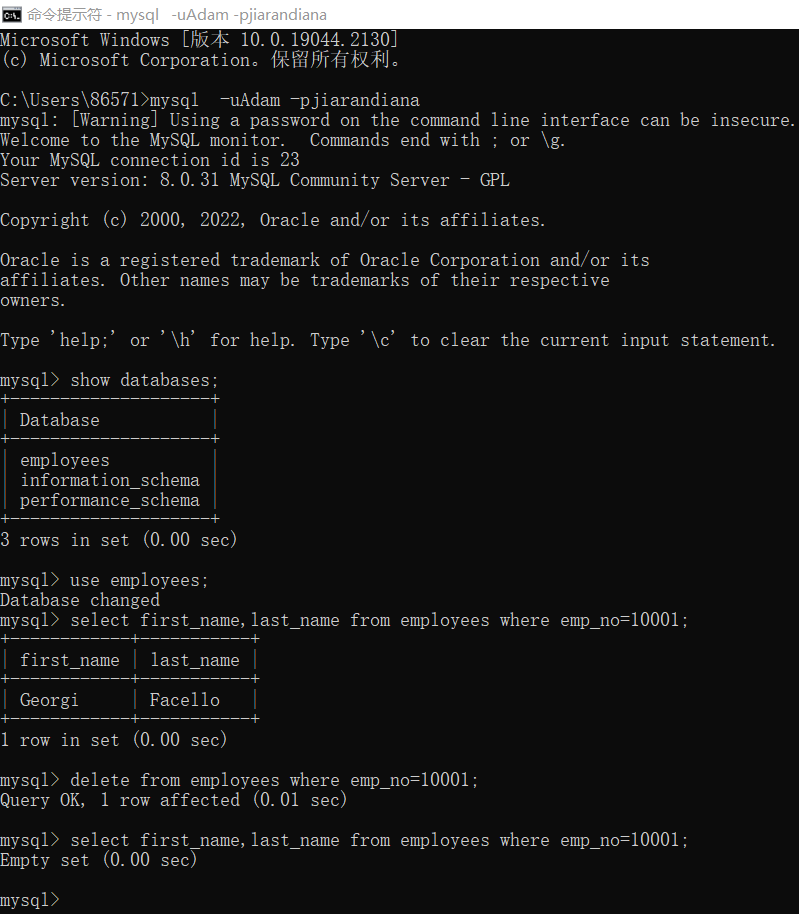 命令提示符 - mysql  -uAdam -pjiarandiana
Microsoft Windows [版本 10.0.19044.2130]
(c) Microsoft Corporation。保留所有权利。
C:\Users\86571>mysql  -uAdam -pjiarandiana
mysql: [Warning] Using a password on the command line interface can be insecure.
Welcome to the MySQL monitor.  Commands end with ; or \g.
Your MySQL connection id is 23
Server version: 8.0.31 MySQL Community Server - GPL
Copyright (c) 2000, 2022, Oracle and/or its affiliates.
Oracle is a registered trademark of Oracle Corporation and/or its
affiliates. Other names may be trademarks of their respective
owners.
Type 'help;' or '\h' for help. Type '\c' to clear the current input statement.
mysql> show databases;
+--------------------+
| Database           |
+--------------------+
| employees          |
| information_schema |
| performance_schema |
+--------------------+
3 rows in set (0.00 sec)
mysql> use employees;
Database changed
mysql> select first_name,last_name from employees where emp_no=10001;
+------------+-----------+
| first_name | last_name |
+------------+-----------+
| Georgi     | Facello   |
+------------+-----------+
1 row in set (0.00 sec)
mysql> delete from employees where emp_no=10001;
Query OK, 1 row affected (0.01 sec)
mysql> select first_name,last_name from employees where emp_no=10001;
Empty set (0.00 sec)
mysql>